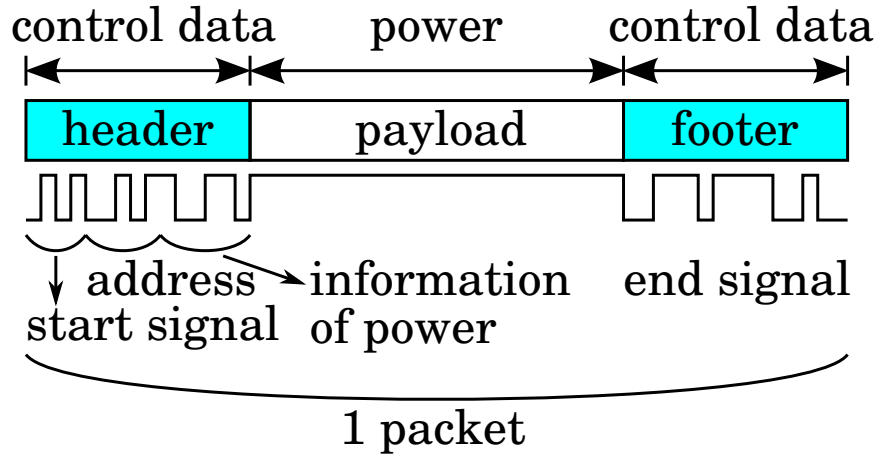 control data power control data
header payload footer
address information end signal
start signal of power
1 packet